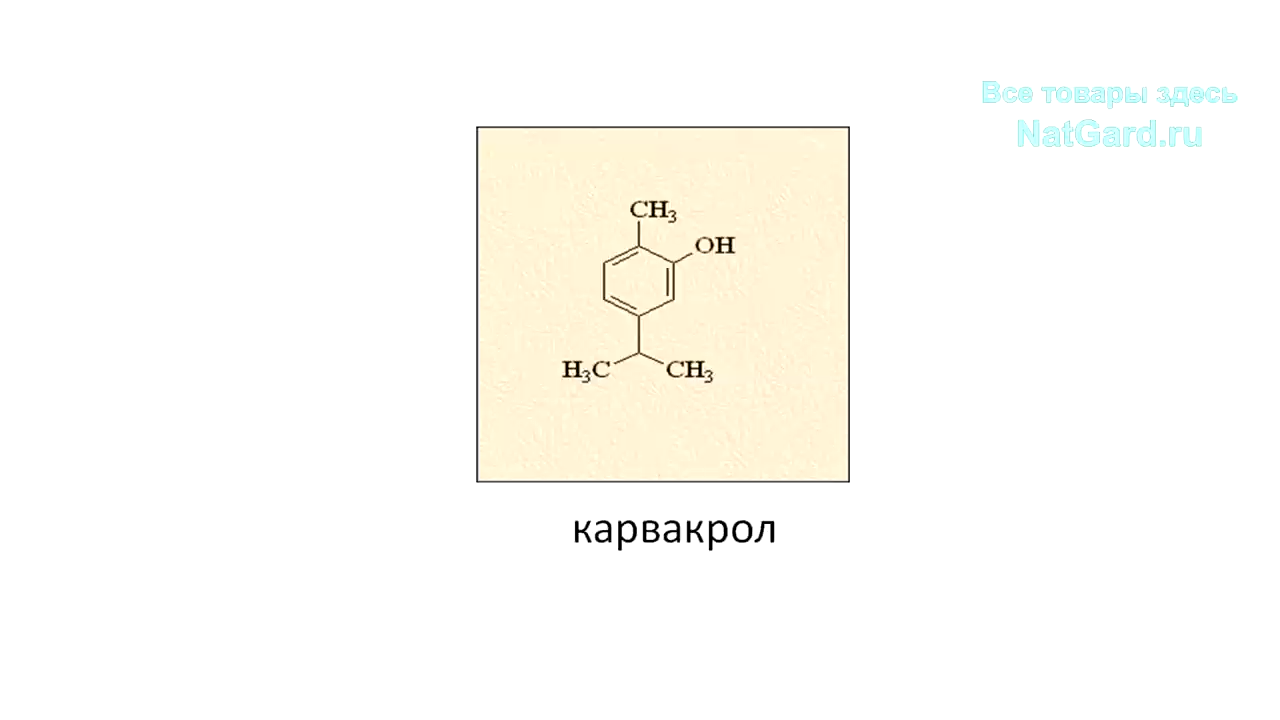 Все товары здесь
NatGard.ru
CH₃
OH
H₃C CH₃
карвакрол